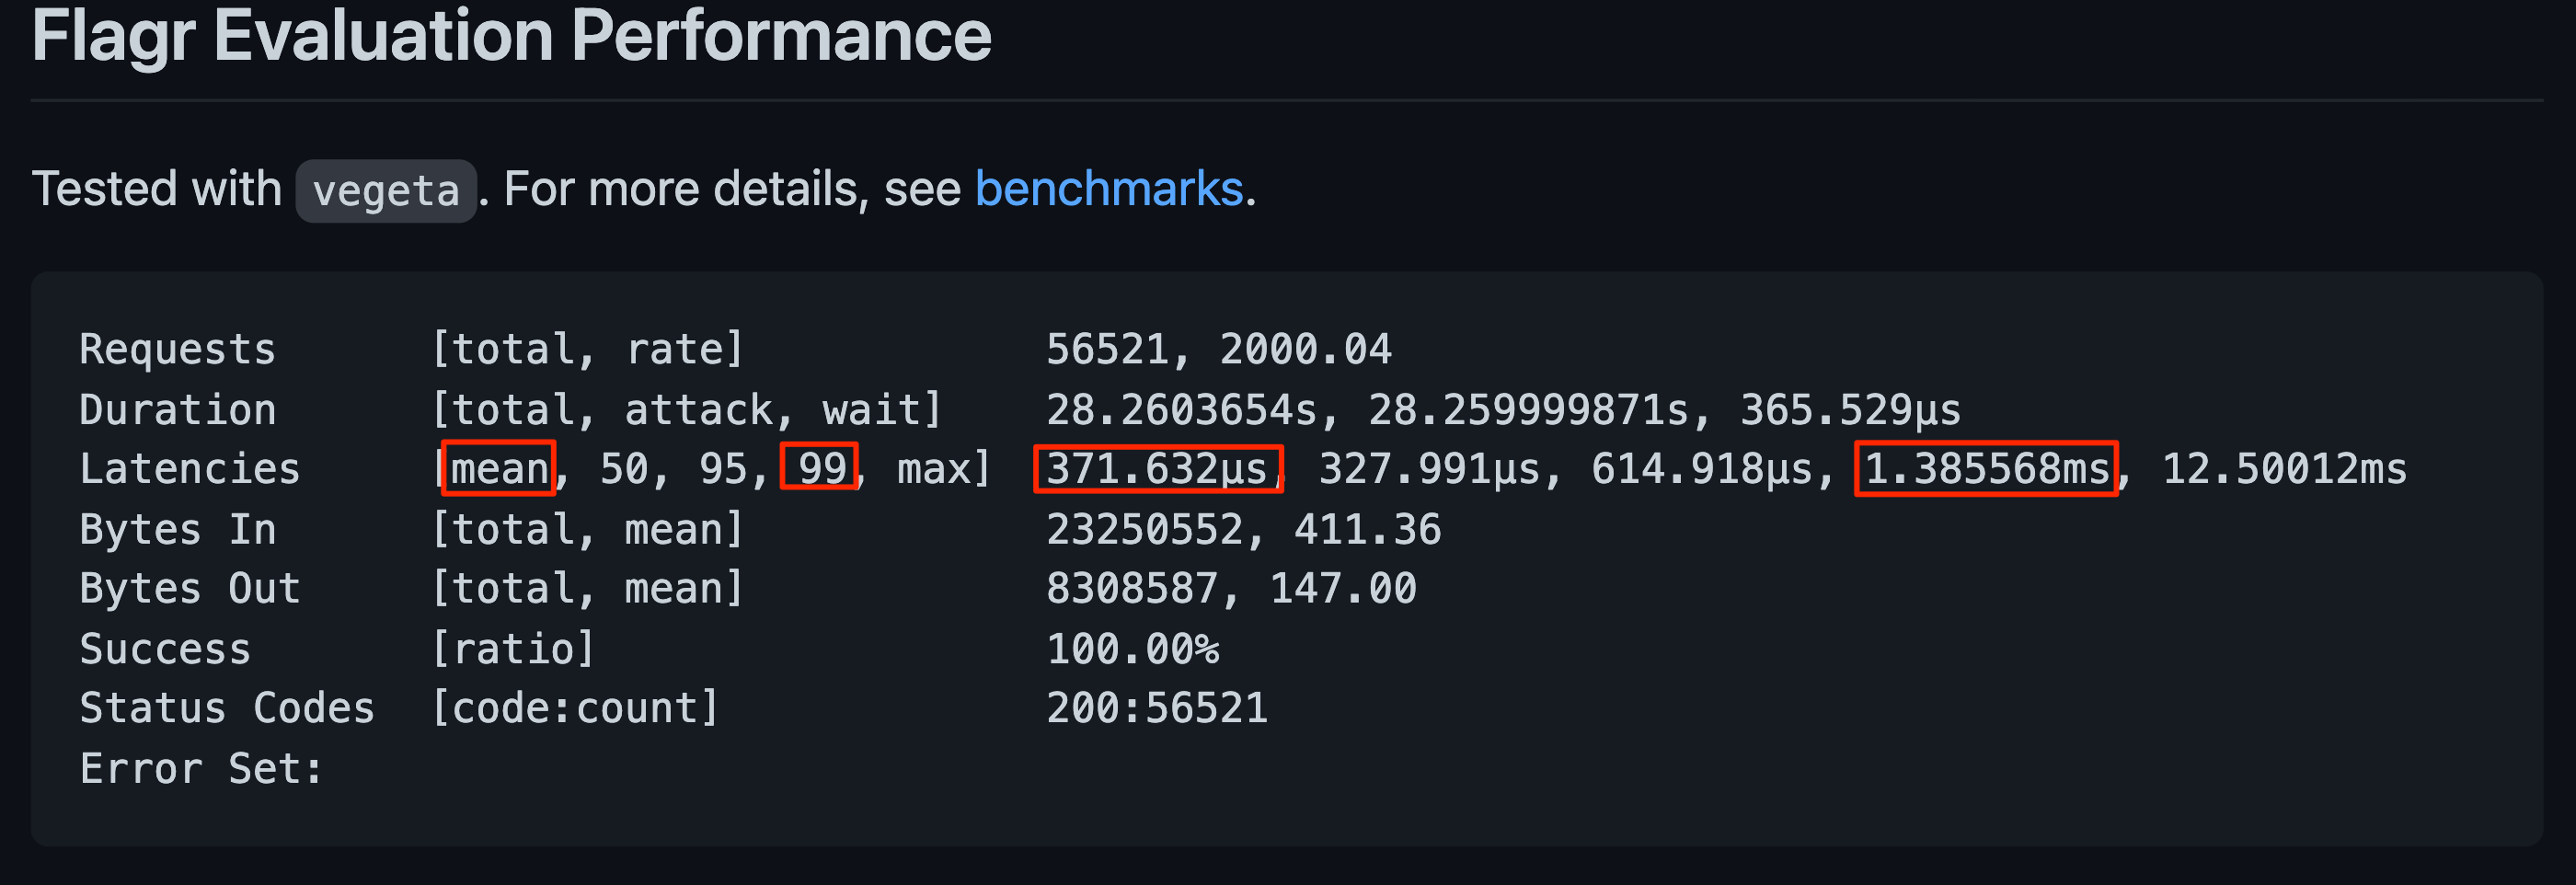 Flagr Evaluation Performance
Tested with vegeta. For more details, see benchmarks.
Requests [total, rate] 56521, 2000.04
Duration [total, attack, wait] 28.2603654s, 28.259999871s, 365.529µs
Latencies [mean, 50, 95, 99, max] 371.632µs, 327.991µs, 614.918µs, 1.385568ms, 12.50012ms
Bytes In [total, mean] 23250552, 411.36
Bytes Out [total, mean] 8308587, 147.00
Success [ratio] 100.00%
Status Codes [code:count] 200:56521
Error Set: